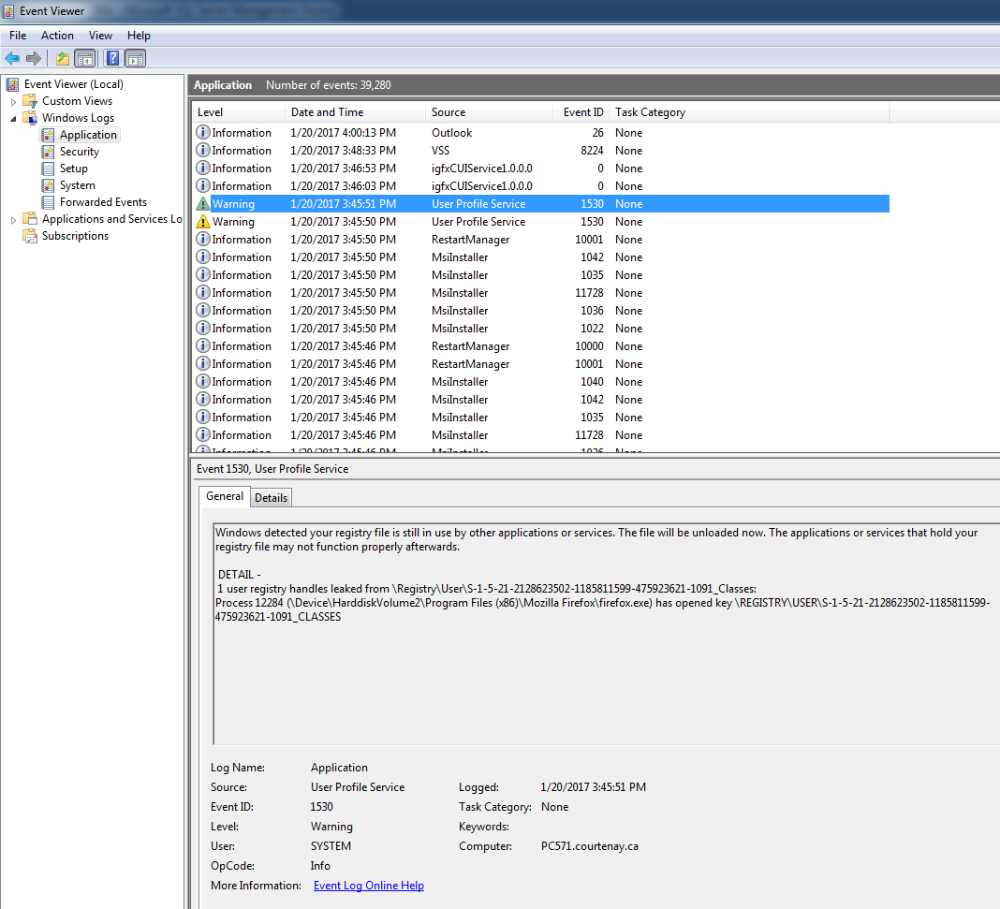 Event Viewer
File Action View Help
Event Viewer (Local)
Custom Views
Windows Logs
Application
Security
Setup
System
Forwarded Events
Applications and Services Lo
Subscriptions
Application Number of events: 39,280
Level Date and Time Source Event ID Task Category
Information 1/20/2017 4:00:13 PM Outlook 26 None
Information 1/20/2017 3:48:33 PM VSS 8224 None
Information 1/20/2017 3:46:53 PM igfxCUIService1.0.0.0 0 None
Information 1/20/2017 3:46:03 PM igfxCUIService1.0.0.0 0 None
Warning 1/20/2017 3:45:51 PM User Profile Service 1530 None
Warning 1/20/2017 3:45:50 PM User Profile Service 1530 None
Information 1/20/2017 3:45:50 PM RestartManager 10001 None
Information 1/20/2017 3:45:50 PM MsiInstaller 1042 None
Information 1/20/2017 3:45:50 PM MsiInstaller 1035 None
Information 1/20/2017 3:45:50 PM MsiInstaller 11728 None
Information 1/20/2017 3:45:50 PM MsiInstaller 1036 None
Information 1/20/2017 3:45:50 PM MsiInstaller 1022 None
Information 1/20/2017 3:45:46 PM RestartManager 10000 None
Information 1/20/2017 3:45:46 PM RestartManager 10001 None
Information 1/20/2017 3:45:46 PM MsiInstaller 1040 None
Information 1/20/2017 3:45:46 PM MsiInstaller 1042 None
Information 1/20/2017 3:45:46 PM MsiInstaller 1035 None
Information 1/20/2017 3:45:46 PM MsiInstaller 11728 None
Event 1530, User Profile Service
General Details
Windows detected your registry file is still in use by other applications or services. The file will be unloaded now. The applications or services that hold your
registry file may not function properly afterwards.
DETAIL -
1 user registry handles leaked from \Registry\User\S-1-5-21-2128623502-1185811599-475923621-1091_Classes:
Process 12284 (\Device\HarddiskVolume2\Program Files (x86)\Mozilla Firefox\firefox.exe) has opened key \REGISTRY\USER\S-1-5-21-2128623502-1185811599-
475923621-1091_CLASSES
Log Name: Application
Source: User Profile Service Logged: 1/20/2017 3:45:51 PM
Event ID: 1530 Task Category: None
Level: Warning Keywords:
User: SYSTEM Computer: PC571.courtenay.ca
OpCode: Info
More Information: Event Log Online Help